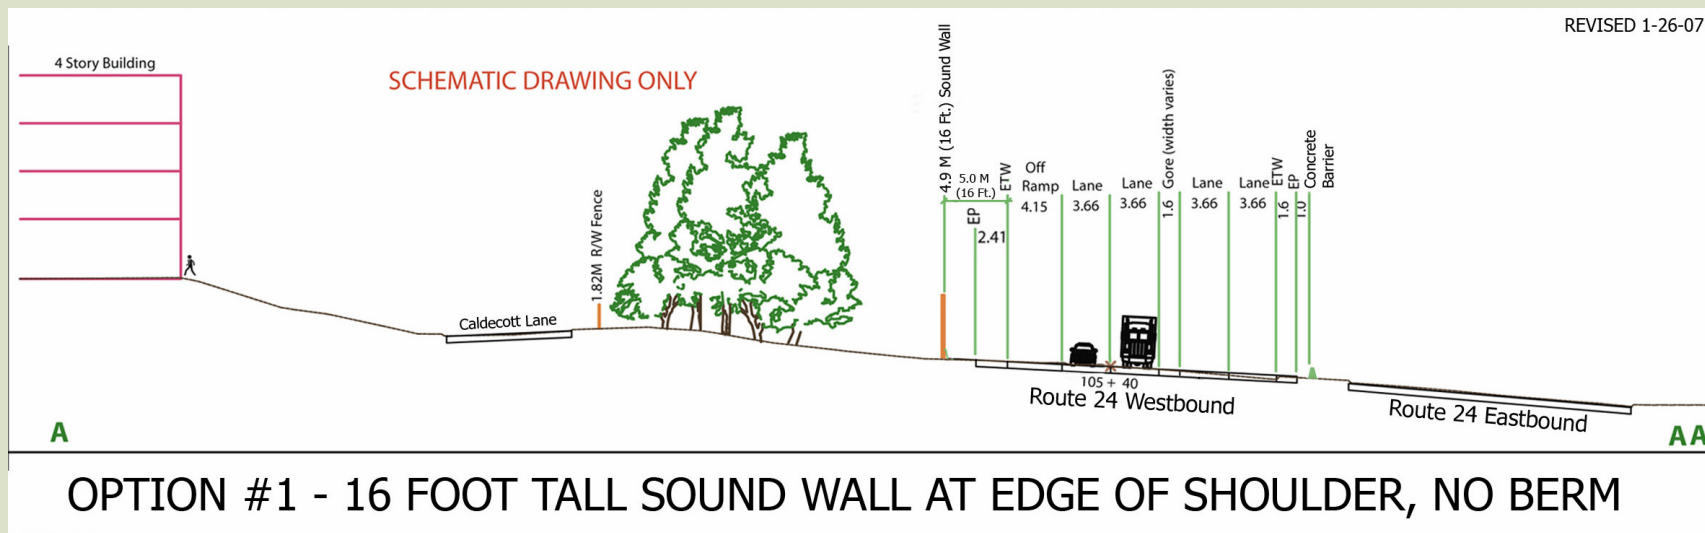 REVISED 1-26-07
4 Story Building
SCHEMATIC DRAWING ONLY
1.82M R/W Fence
Caldecott Lane
4.9 M (16 Ft.) Sound Wall
5.0 M
(16 Ft.)
EP
2.41
ETW
Off
Ramp
4.15
Lane
3.66
Lane
3.66
Gore (width varies)
1.6
Lane
3.66
Lane
3.66
ETW
1.6
EP
1.0
Concrete
Barrier
105 + 40
Route 24 Westbound
Route 24 Eastbound
A
AA
OPTION #1 - 16 FOOT TALL SOUND WALL AT EDGE OF SHOULDER, NO BERM